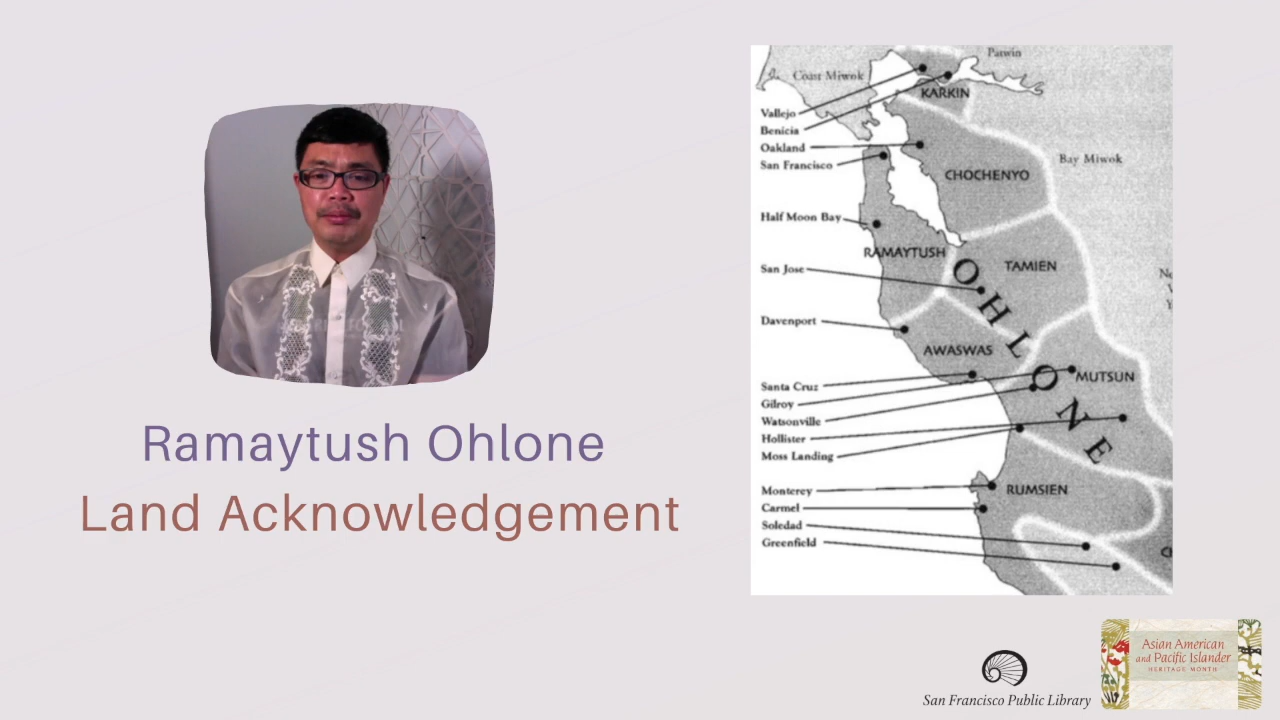 Ramaytush Ohlone
Land Acknowledgement
Patwin
Coast Miwok
KARKIN
Vallejo
Benicia
Oakland
San Francisco
Bay Miwok
CHOCHENYO
Half Moon Bay
RAMAYTUSH
TAMIEN
San Jose
OHLONE
Davenport
AWASWAS
MUTSUN
Santa Cruz
Gilroy
Watsonville
Hollister
Moss Landing
Monterey
RUMSIEN
Carmel
Soledad
Greenfield
San Francisco Public Library
Asian American
and Pacific Islander
HERITAGE MONTH